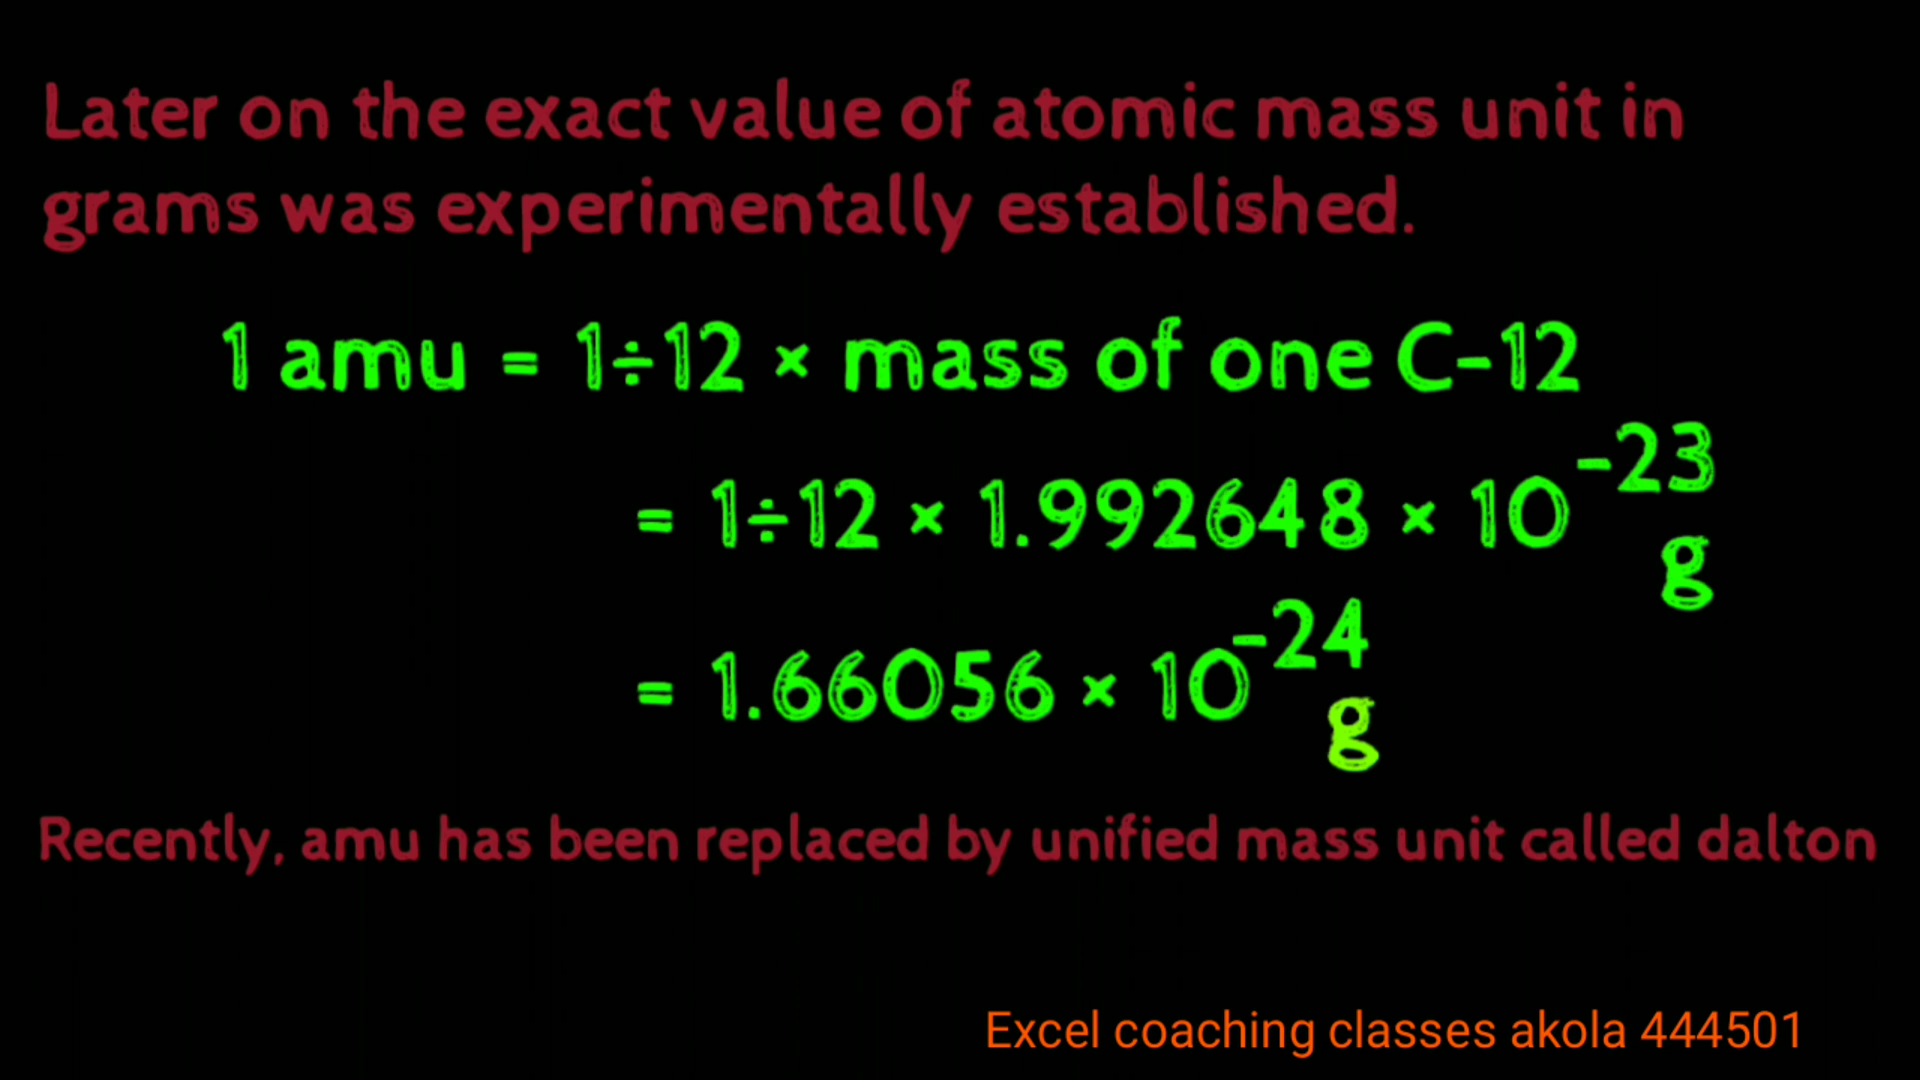 Later on the exact value of atomic mass unit in
grams was experimentally established.
1 amu = 1÷12 × mass of one C-12
= 1÷12 × 1.992648 × 10⁻²³ g
= 1.66056 × 10⁻²⁴ g
Recently, amu has been replaced by unified mass unit called dalton
Excel coaching classes akola 444501